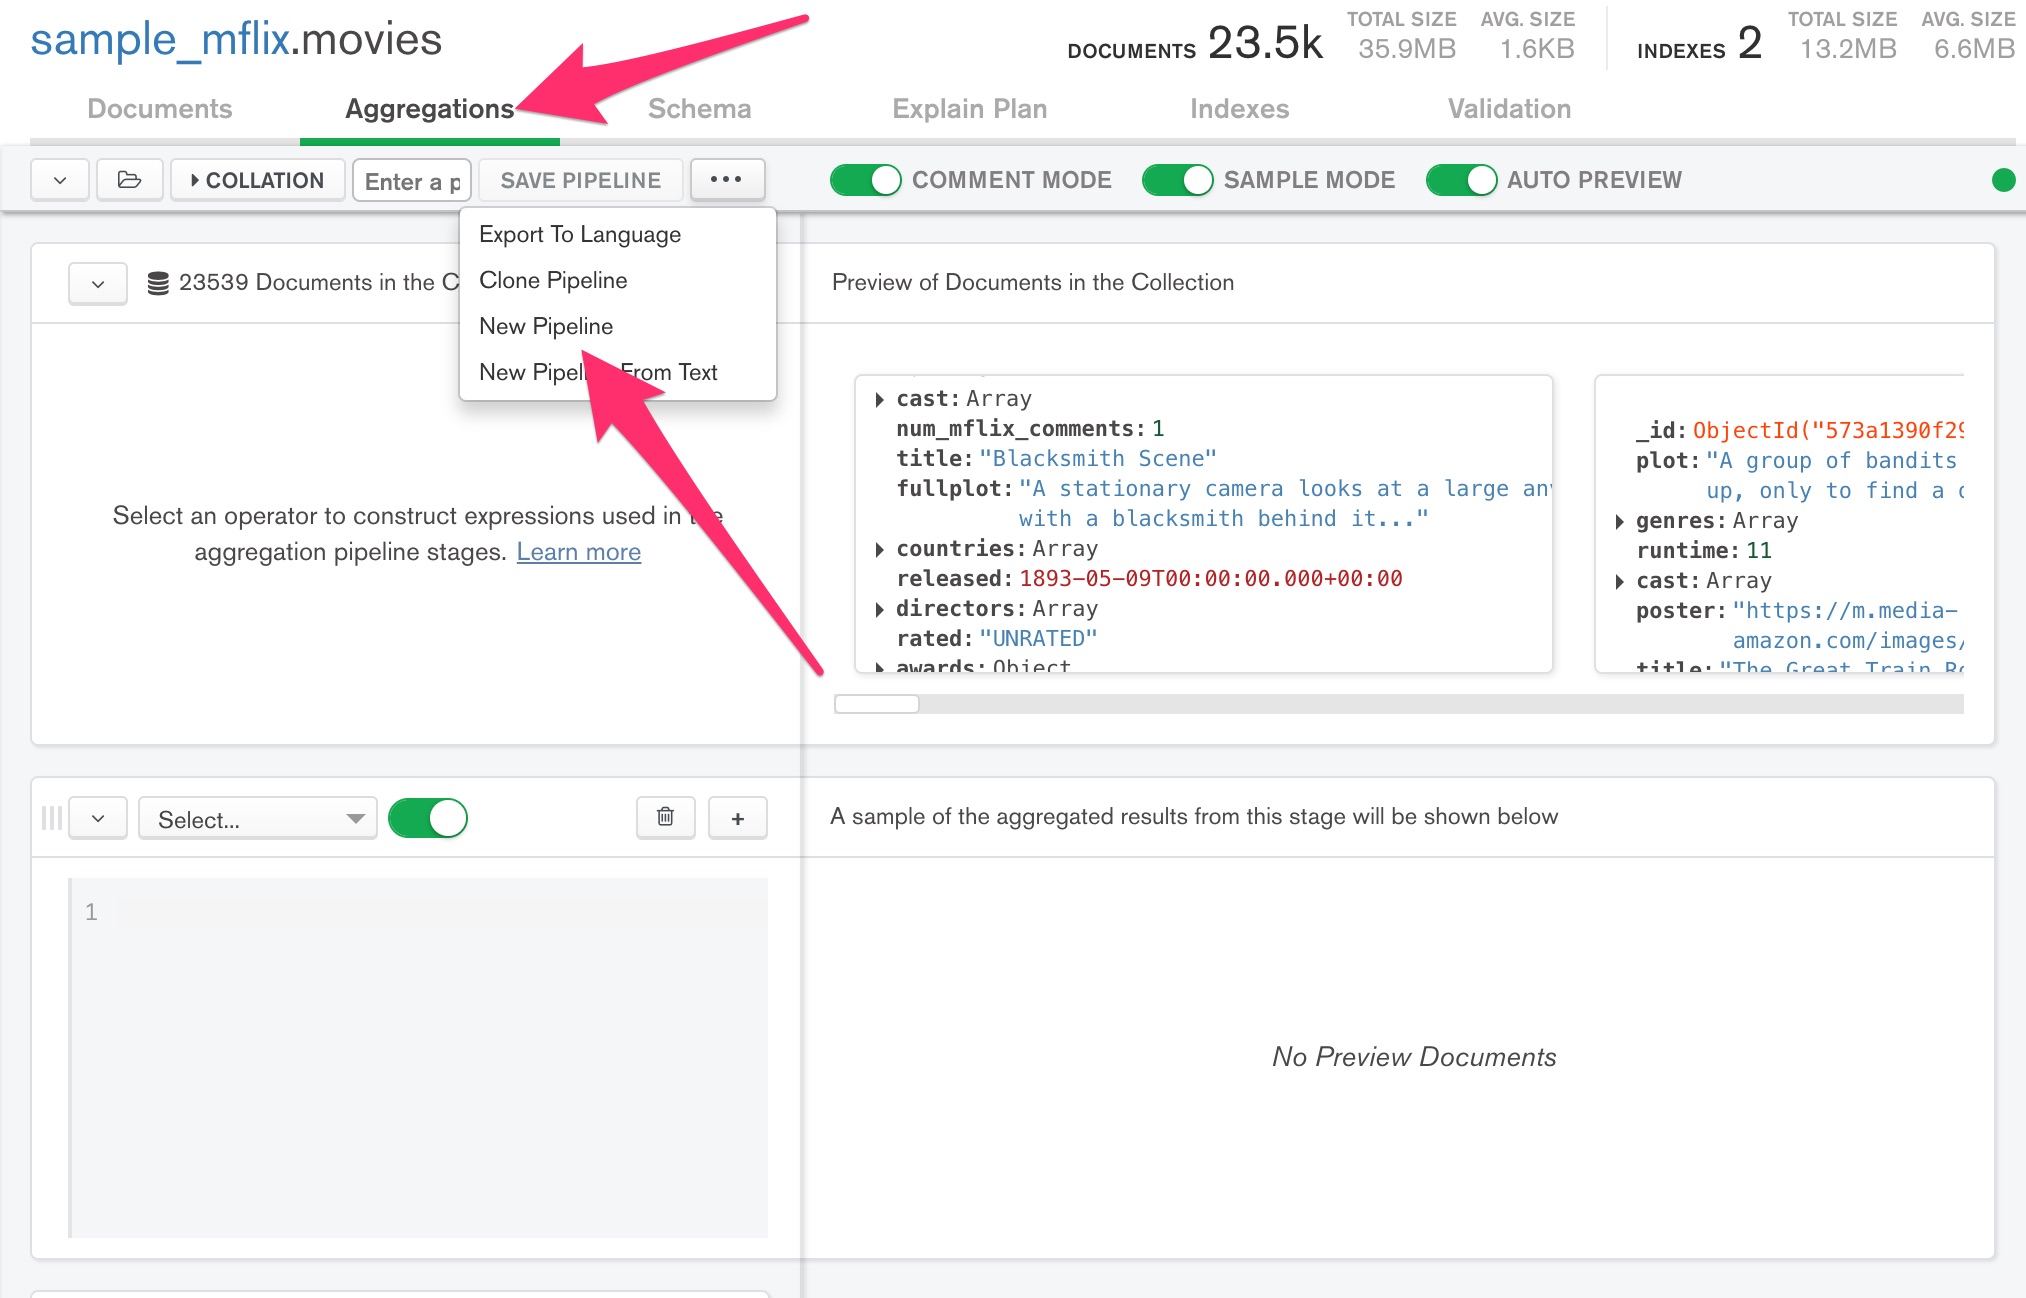 sample_mflix.movies
DOCUMENTS 23.5k
TOTAL SIZE AVG. SIZE
35.9MB 1.6KB
INDEXES 2
TOTAL SIZE AVG. SIZE
13.2MB 6.6MB
Documents Aggregations Schema Explain Plan Indexes Validation
COLLATION Enter a p SAVE PIPELINE ••• COMMENT MODE SAMPLE MODE AUTO PREVIEW
Export To Language
Clone Pipeline
New Pipeline
New Pipel From Text
23539 Documents in the C
Preview of Documents in the Collection
Select an operator to construct expressions used in the
aggregation pipeline stages. Learn more
cast: Array
num_mflix_comments: 1
title: "Blacksmith Scene"
fullplot: "A stationary camera looks at a large anv
with a blacksmith behind it..."
countries: Array
released: 1893-05-09T00:00:00.000+00:00
directors: Array
rated: "UNRATED"
awards: Object
_id: ObjectId("573a1390f29
plot: "A group of bandits
up, only to find a
genres: Array
runtime: 11
cast: Array
poster: "https://m.media-
amazon.com/images/
title: "The Great Train Ro
Select... +
A sample of the aggregated results from this stage will be shown below
1
No Preview Documents